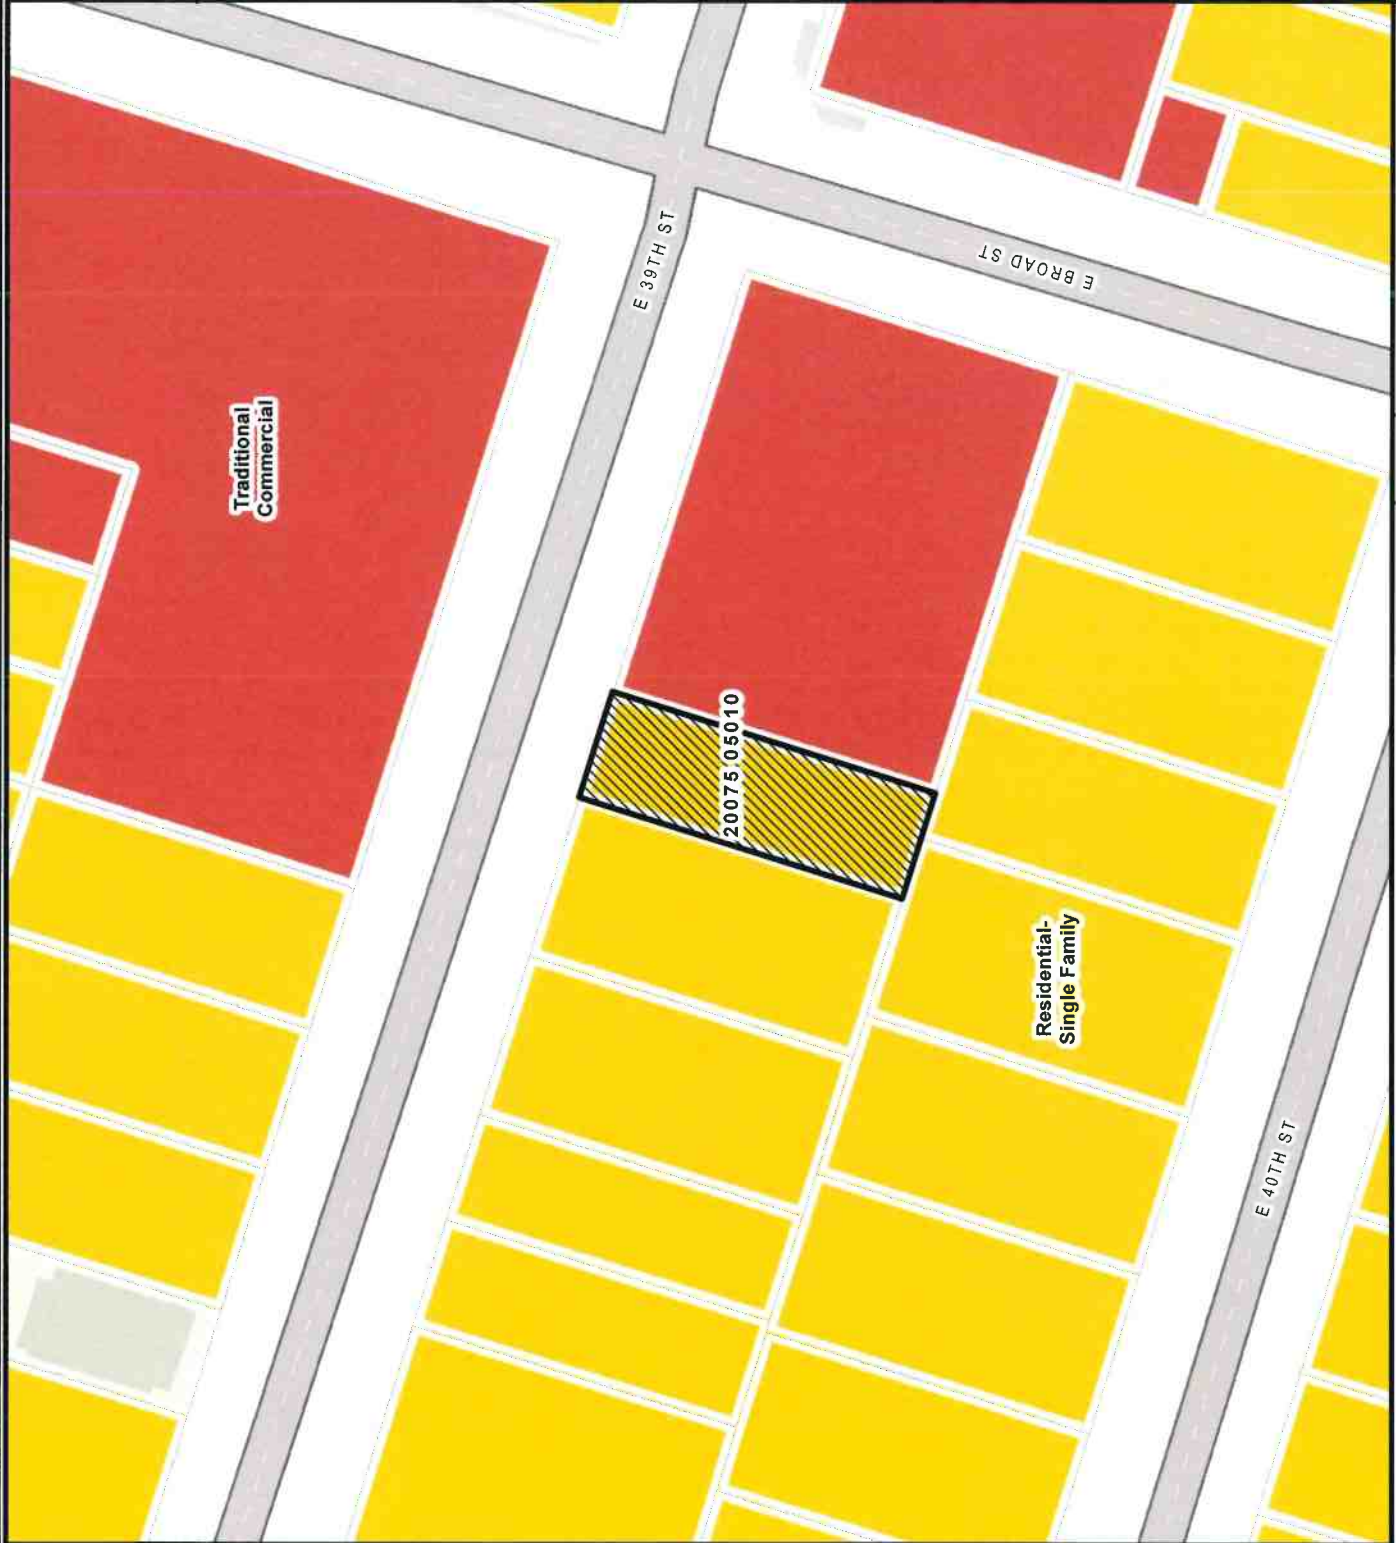 E 39TH ST
E BROAD ST
Traditional
Commercial
20075 05010
Residential-
Single Family
E 40TH ST